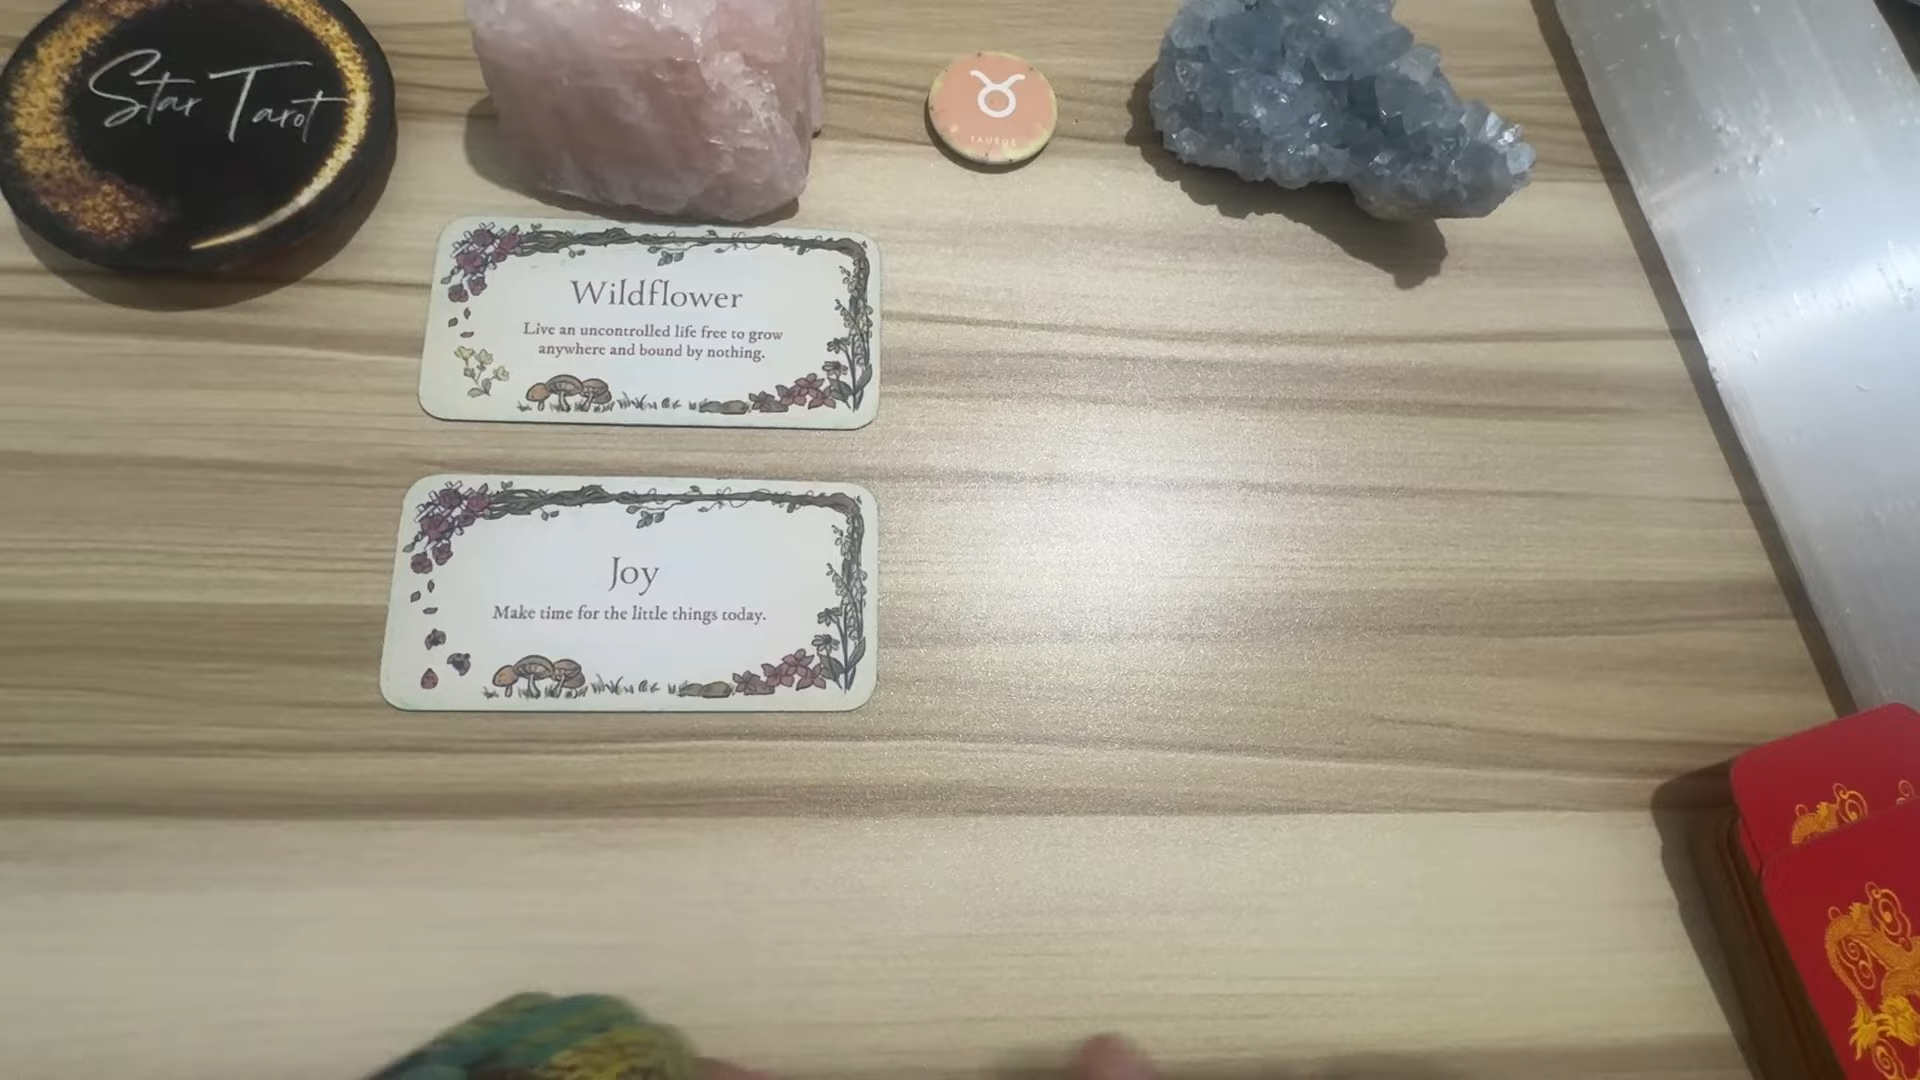 Star Tarot
TAURUS
Wildflower
Live an uncontrolled life free to grow
anywhere and bound by nothing.
Joy
Make time for the little things today.